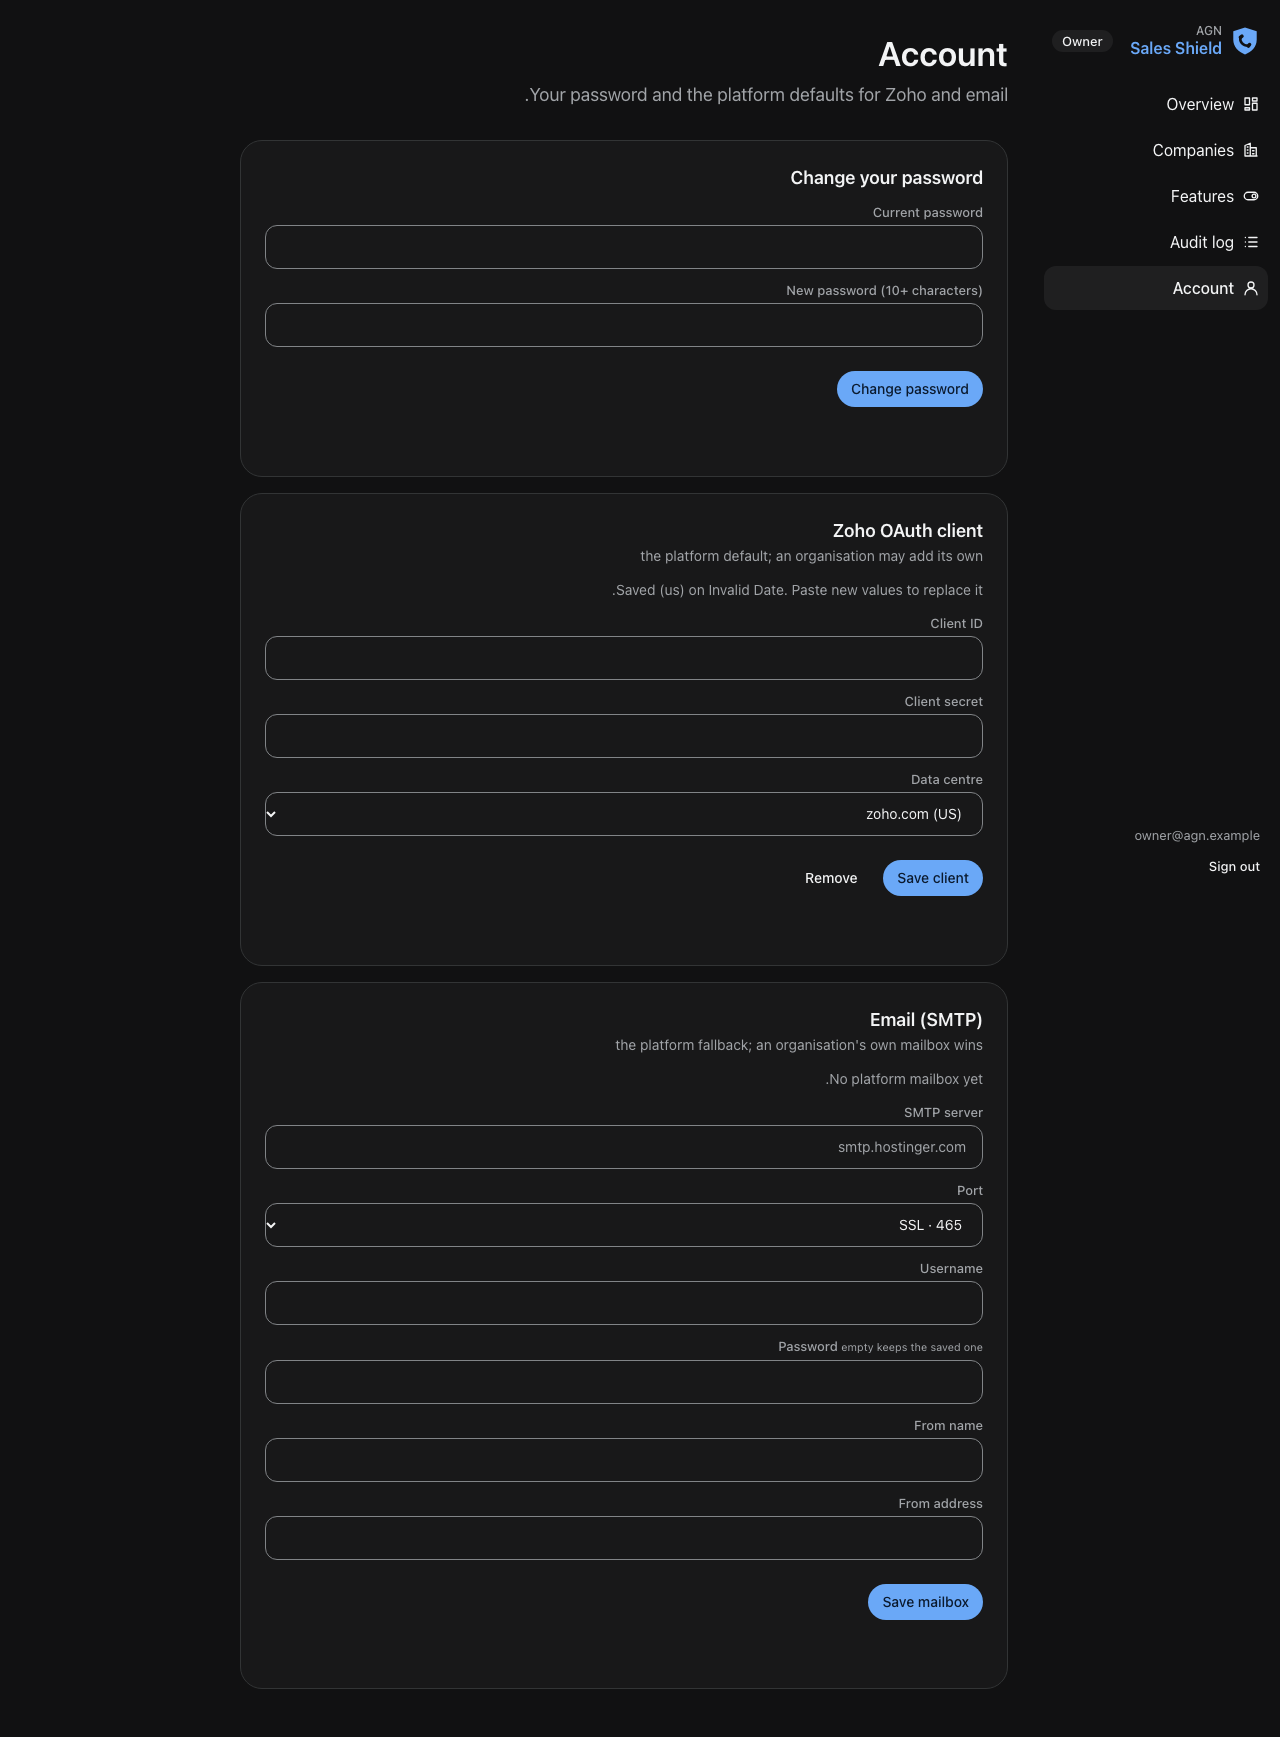 AGN
Sales Shield
Owner
Overview
Companies
Features
Audit log
Account
owner@agn.example
Sign out
Account
.Your password and the platform defaults for Zoho and email
Change your password
Current password
New password (10+ characters)
Change password
Zoho OAuth client
the platform default; an organisation may add its own
.Saved (us) on Invalid Date. Paste new values to replace it
Client ID
Client secret
Data centre
zoho.com (US)
Save client
Remove
Email (SMTP)
the platform fallback; an organisation's own mailbox wins
.No platform mailbox yet
SMTP server
smtp.hostinger.com
Port
SSL · 465
Username
Password empty keeps the saved one
From name
From address
Save mailbox